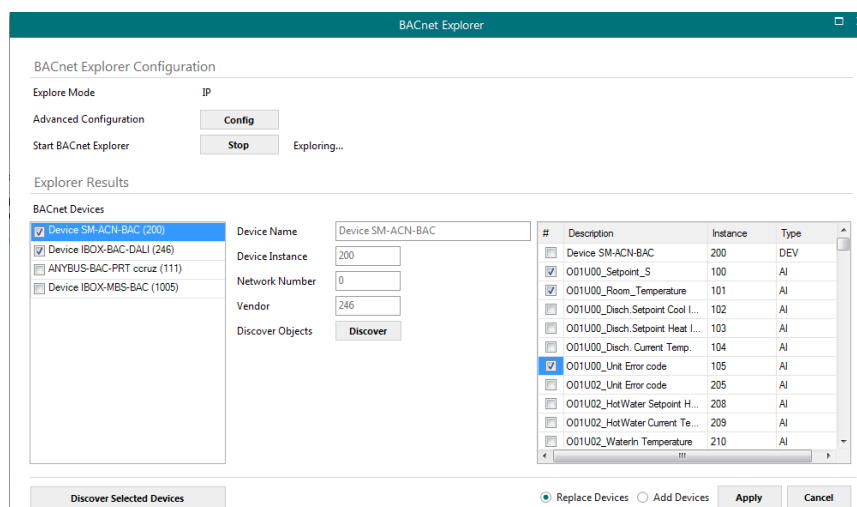 BACnet Explorer
BACnet Explorer Configuration
Explore Mode IP
Advanced Configuration Config
Start BACnet Explorer Stop Exploring...
Explorer Results
BACnet Devices
Device SM-ACN-BAC (200)
Device IBOX-BAC-DALI (246)
ANYBUS-BAC-PRT ccruz (111)
Device IBOX-MBS-BAC (1005)
Device Name Device SM-ACN-BAC
Device Instance 200
Network Number 0
Vendor 246
Discover Objects Discover
# Description Instance Type
Device SM-ACN-BAC 200 DEV
O01U00_Setpoint_S 100 AI
O01U00_Room_Temperature 101 AI
O01U00_Disch.Setpoint Cool I... 102 AI
O01U00_Disch.Setpoint Heat I... 103 AI
O01U00_Disch. Current Temp. 104 AI
O01U00_Unit Error code 105 AI
O01U02_Unit Error code 205 AI
O01U02_HotWater Setpoint H... 208 AI
O01U02_HotWater Current Te... 209 AI
O01U02_WaterIn Temperature 210 AI
Discover Selected Devices
Replace Devices Add Devices Apply Cancel